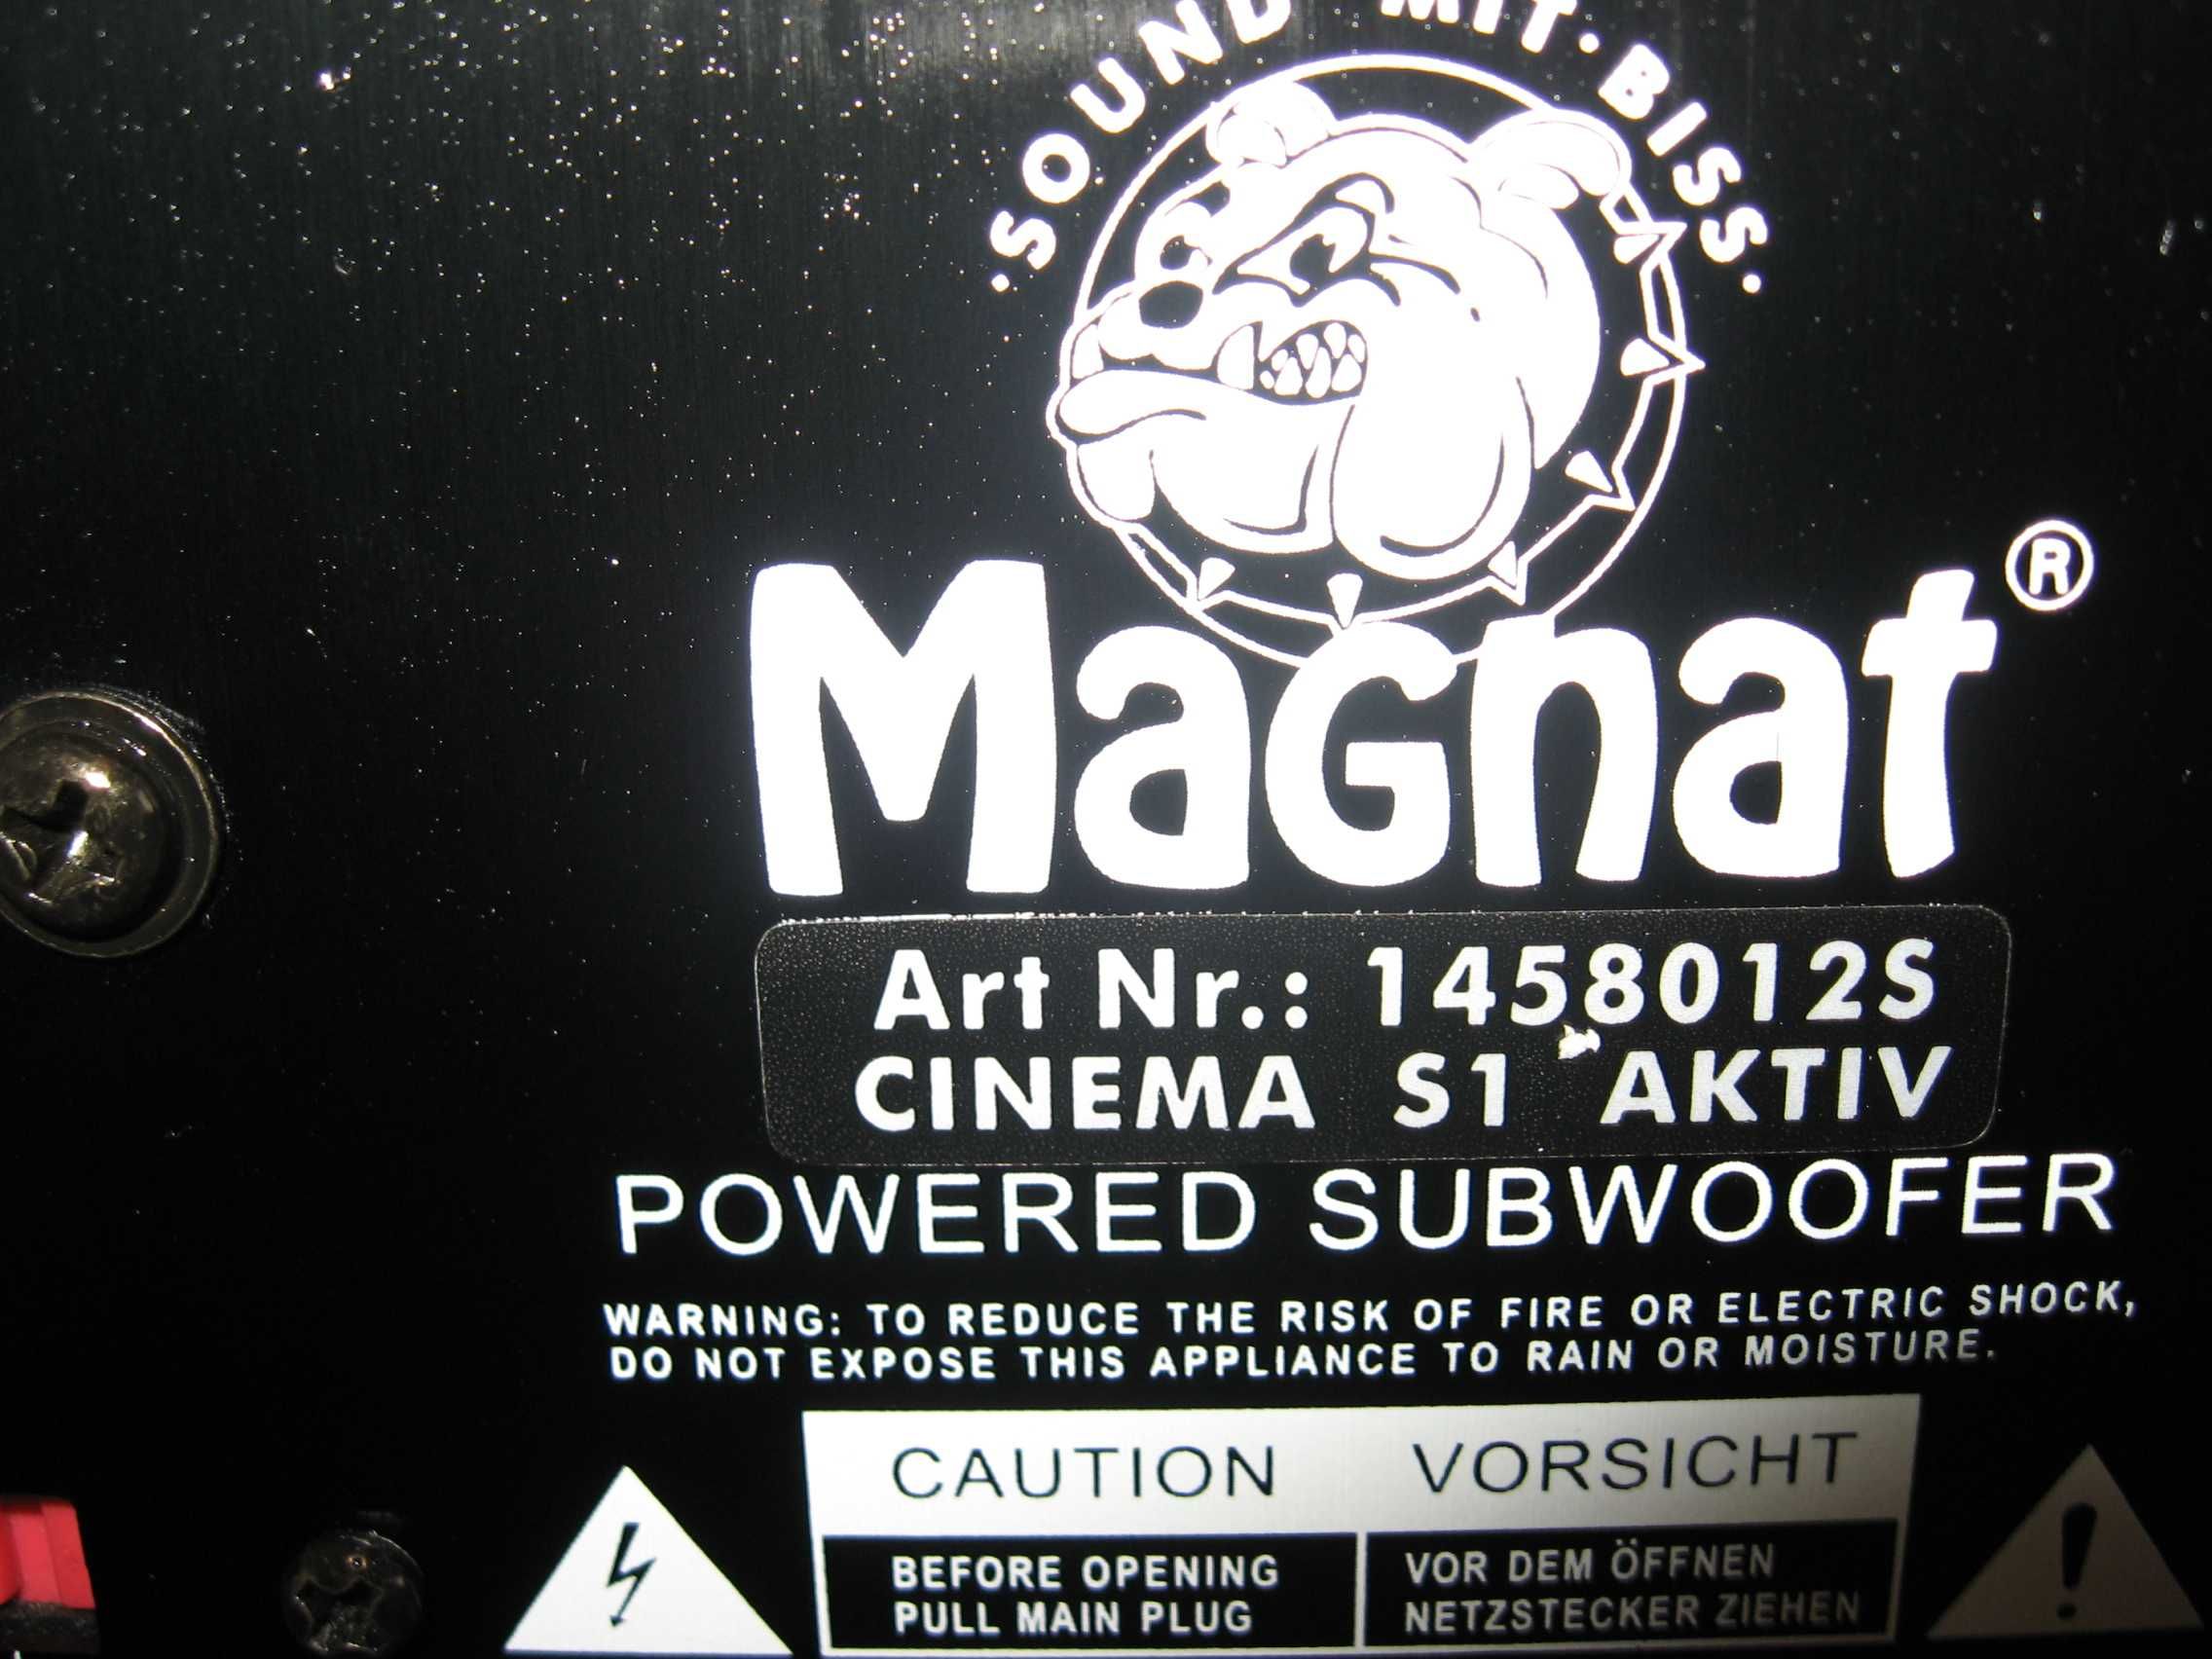 ·SOUND·MIT·BISS·
Magnat®
Art Nr.: 1458012S
CINEMA S1 AKTIV
POWERED SUBWOOFER
WARNING: TO REDUCE THE RISK OF FIRE OR ELECTRIC SHOCK,
DO NOT EXPOSE THIS APPLIANCE TO RAIN OR MOISTURE.
CAUTION VORSICHT
BEFORE OPENING
PULL MAIN PLUG
VOR DEM ÖFFNEN
NETZSTECKER ZIEHEN